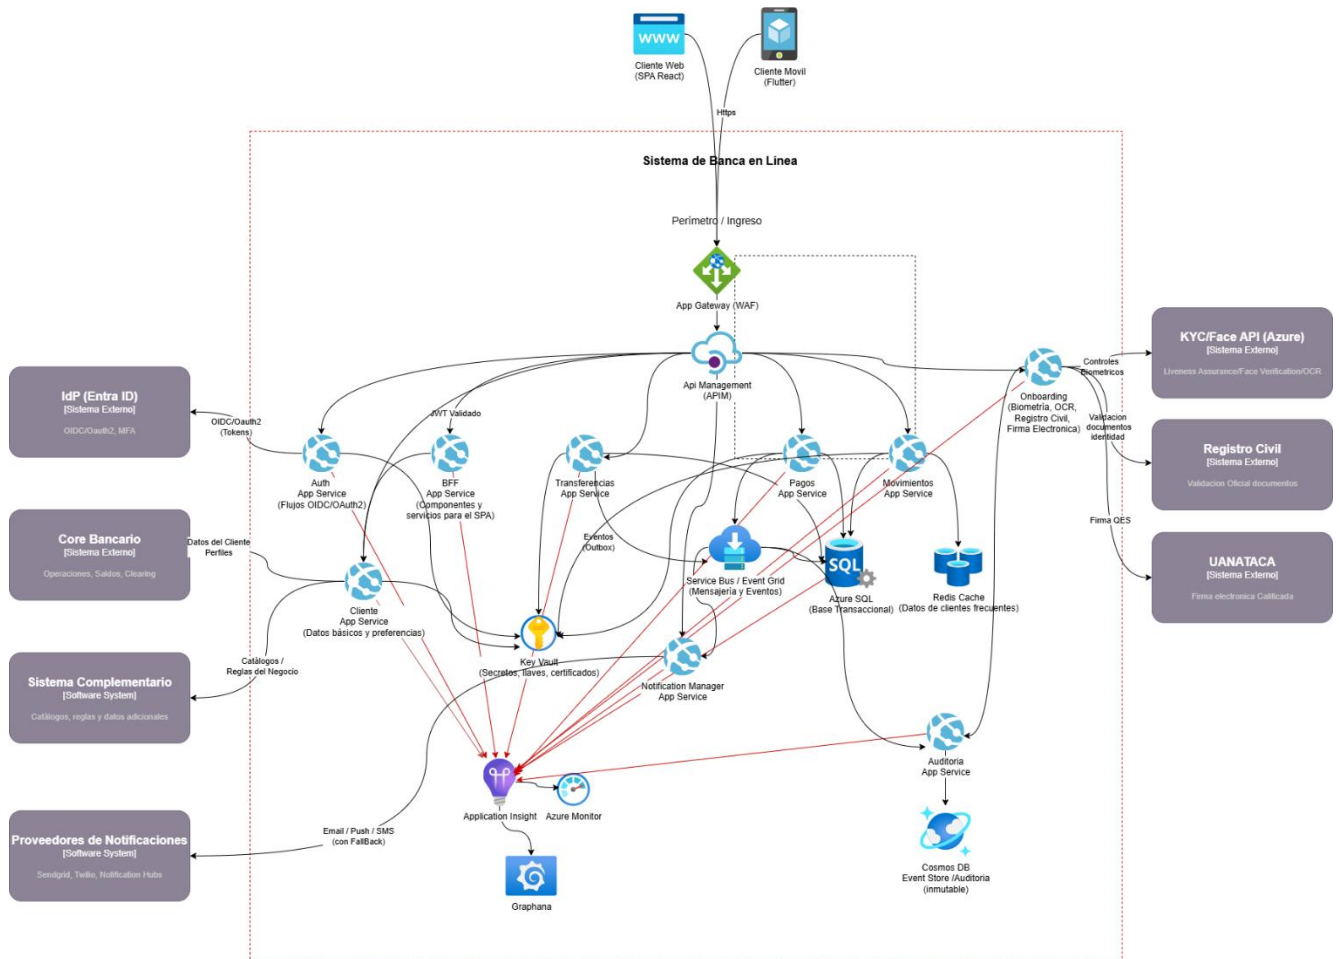 WWW
Cliente Web
(SPA React)
Cliente Movil
(Flutter)
Https
Sistema de Banca en Linea
Perimetro / Ingreso
App Gateway (WAF)
Api Management
(APIM)
JWT Validado
IdP (Entra ID)
[Sistema Externo]
OIDC/Oauth2, MFA
OIDC/Oauth2
(Tokens)
Auth
App Service
(Flujos OIDC/OAuth2)
BFF
App Service
(Componentes y
servicios para el SPA)
Transferencias
App Service
Pagos
App Service
Movimientos
App Service
Onboarding
(Biometría, OCR,
Registro Civil,
Firma Electronica)
Controles
Biometricos
KYC/Face API (Azure)
[Sistema Externo]
Liveness Assurance/Face Verification/OCR
Validacion
documentos
identidad
Registro Civil
[Sistema Externo]
Validacion Oficial documentos
Firma QES
UANATACA
[Sistema Externo]
Firma electronica Calificada
Core Bancario
[Sistema Externo]
Operaciones, Saldos, Clearing
Datos del Cliente
Perfiles
Eventos
(Outbox)
Service Bus / Event Grid
(Mensajería y Eventos)
SQL
Azure SQL
(Base Transaccional)
Redis Cache
(Datos de clientes frecuentes)
Cliente
App Service
(Datos básicos y preferencias)
Key Vault
(Secretos, llaves, certificados)
Notification Manager
App Service
Catálogos /
Reglas del Negocio
Sistema Complementario
[Software System]
Catálogos, reglas y datos adicionales
Auditoria
App Service
Application Insight
Azure Monitor
Email / Push / SMS
(con FallBack)
Proveedores de Notificaciones
[Software System]
Sendgrid, Twilio, Notification Hubs
Graphana
Cosmos DB
Event Store /Auditoria
(inmutable)